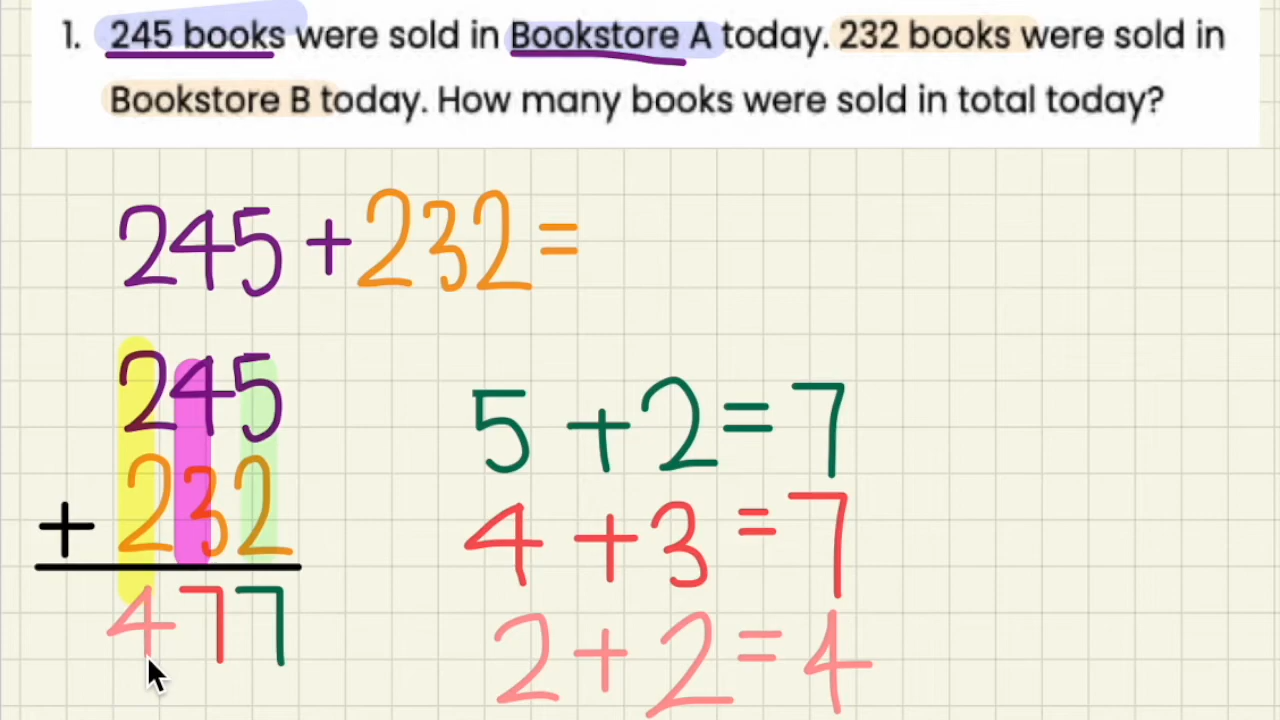 1. 245 books were sold in Bookstore A today. 232 books were sold in
Bookstore B today. How many books were sold in total today?
245 + 232 =
245
+ 232
477
5 + 2 = 7
4 + 3 = 7
2 + 2 = 4